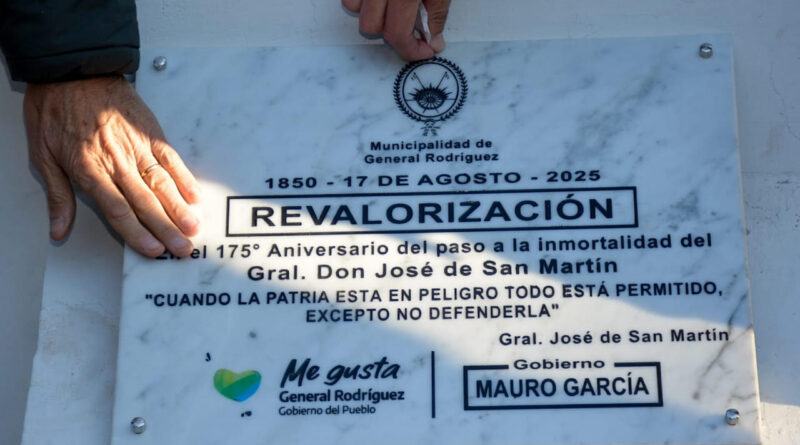 Municipalidad de
General Rodríguez
1850 - 17 DE AGOSTO - 2025
REVALORIZACIÓN
En el 175° Aniversario del paso a la inmortalidad del
Gral. Don José de San Martín
"CUANDO LA PATRIA ESTA EN PELIGRO TODO ESTÁ PERMITIDO,
EXCEPTO NO DEFENDERLA"
Gral. José de San Martín
Me gusta
General Rodríguez
Gobierno del Pueblo
Gobierno
MAURO GARCÍA